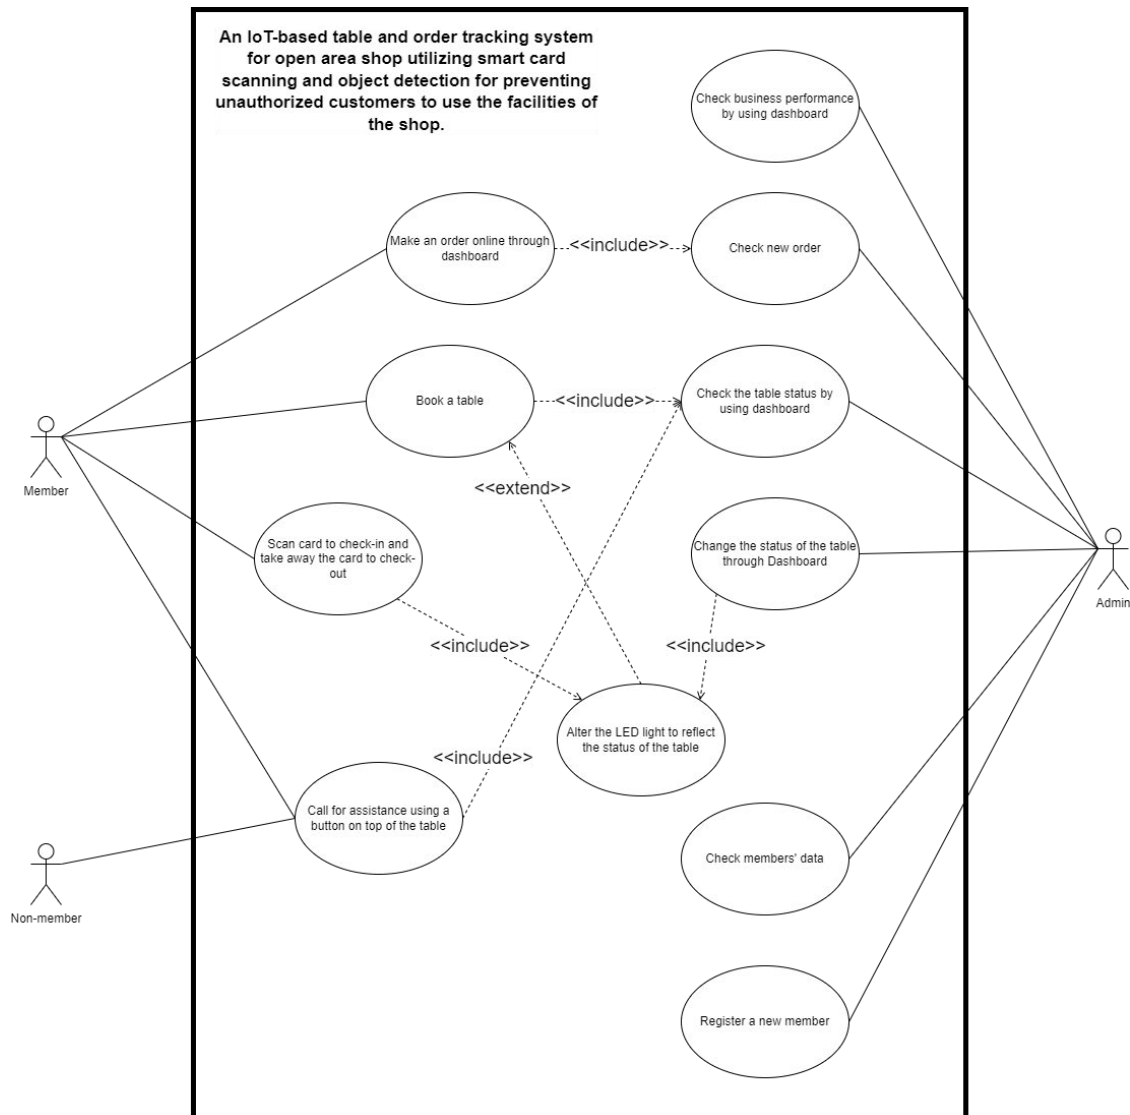 An IoT-based table and order tracking system
for open area shop utilizing smart card
scanning and object detection for preventing
unauthorized customers to use the facilities of
the shop.
Check business performance
by using dashboard
Make an order online through
dashboard
<<include>>
Check new order
Book a table
<<include>>
Check the table status by
using dashboard
Member
<<extend>>
Scan card to check-in and
take away the card to check-
out
Change the status of the table
through Dashboard
Admin
<<include>>
<<include>>
Alter the LED light to reflect
the status of the table
<<include>>
Call for assistance using a
button on top of the table
Check members' data
Non-member
Register a new member